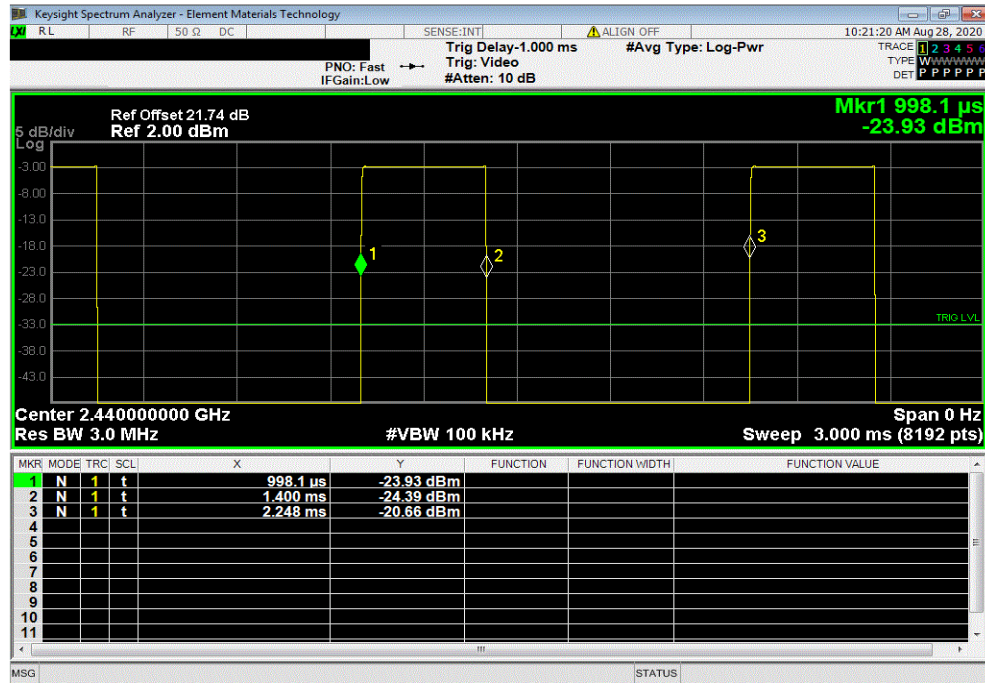 Keysight Spectrum Analyzer - Element Materials Technology
LXI RL RF 50 Ω DC SENSE:INT ALIGN OFF 10:21:20 AM Aug 28, 2020
Trig Delay-1.000 ms #Avg Type: Log-Pwr TRACE 1 2 3 4 5 6
PNO: Fast Trig: Video TYPE WWWWWW
IFGain:Low #Atten: 10 dB DET P P P P P P
Mkr1 998.1 µs
-23.93 dBm
Ref Offset 21.74 dB
5 dB/div Ref 2.00 dBm
Log
-3.00
-8.00
-13.0
-18.0
-23.0
-28.0
-33.0
-38.0
-43.0
1
2
3
TRIG LVL
Center 2.440000000 GHz Span 0 Hz
Res BW 3.0 MHz #VBW 100 kHz Sweep 3.000 ms (8192 pts)
MKR MODE TRC SCL X Y FUNCTION FUNCTION WIDTH FUNCTION VALUE
1 N 1 t 998.1 µs -23.93 dBm
2 N 1 t 1.400 ms -24.39 dBm
3 N 1 t 2.248 ms -20.66 dBm
4
5
6
7
8
9
10
11
MSG STATUS